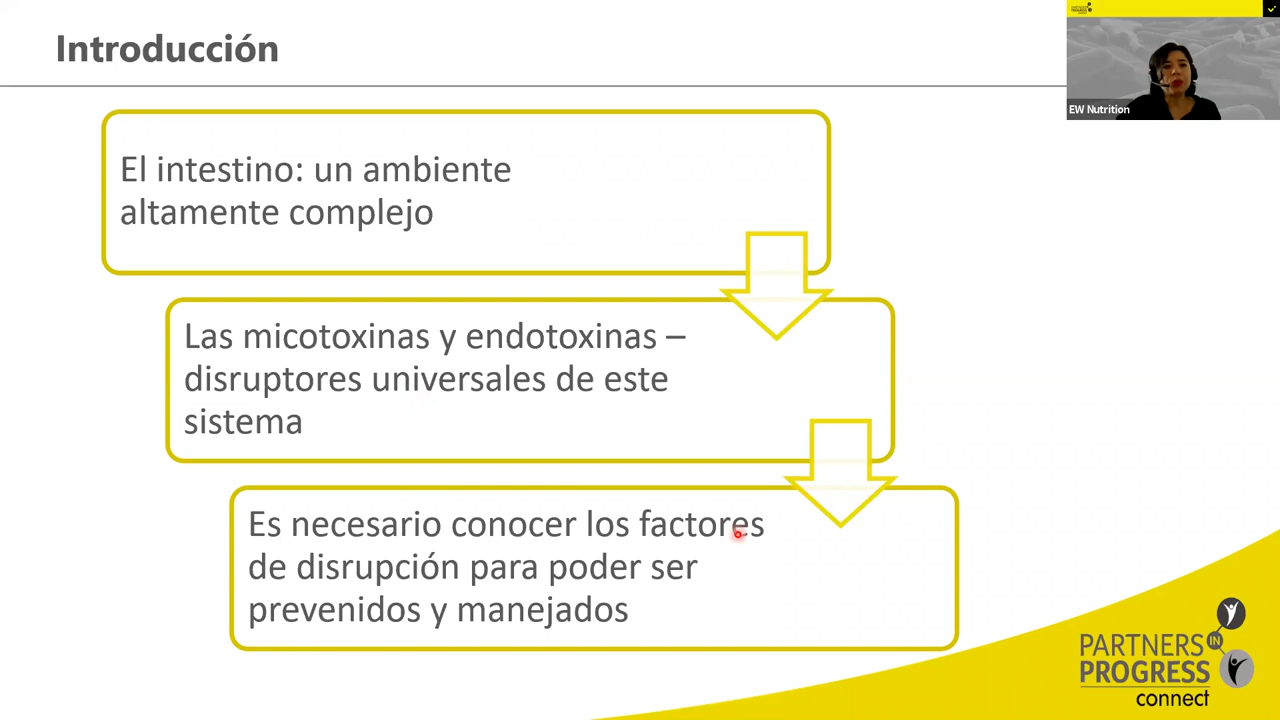 Introducción
EW Nutrition
El intestino: un ambiente
altamente complejo
Las micotoxinas y endotoxinas –
disruptores universales de este
sistema
Es necesario conocer los factores
de disrupción para poder ser
prevenidos y manejados
PARTNERS IN
PROGRESS
connect